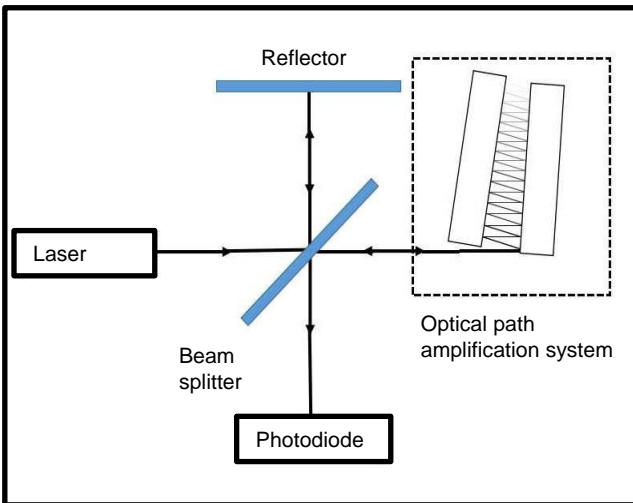 Reflector
Laser
Optical path
amplification system
Beam
splitter
Photodiode